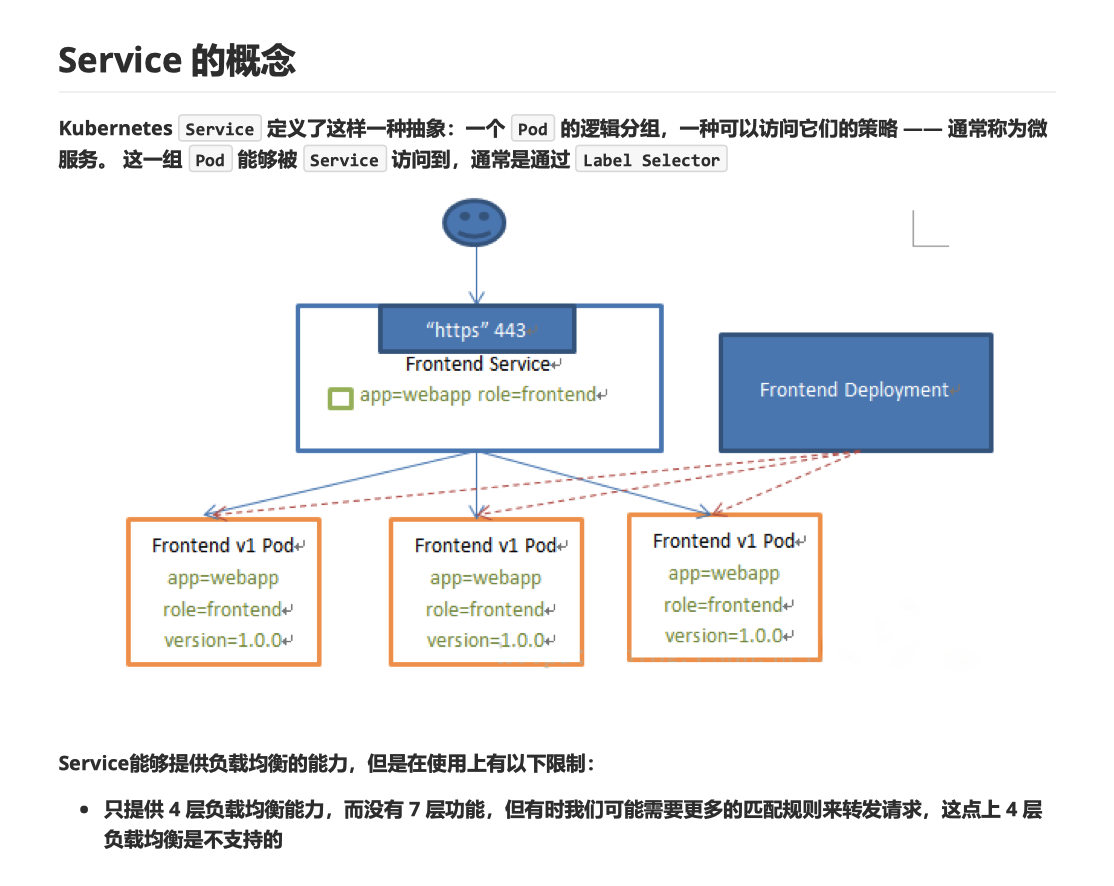 Service 的概念
Kubernetes Service 定义了这样一种抽象：一个 Pod 的逻辑分组，一种可以访问它们的策略 —— 通常称为微
服务。 这一组 Pod 能够被 Service 访问到，通常是通过 Label Selector
“https” 443
Frontend Service
app=webapp role=frontend
Frontend Deployment
Frontend v1 Pod
app=webapp
role=frontend
version=1.0.0
Frontend v1 Pod
app=webapp
role=frontend
version=1.0.0
Frontend v1 Pod
app=webapp
role=frontend
version=1.0.0
Service能够提供负载均衡的能力，但是在使用上有以下限制：
只提供 4 层负载均衡能力，而没有 7 层功能，但有时我们可能需要更多的匹配规则来转发请求，这点上 4 层
负载均衡是不支持的